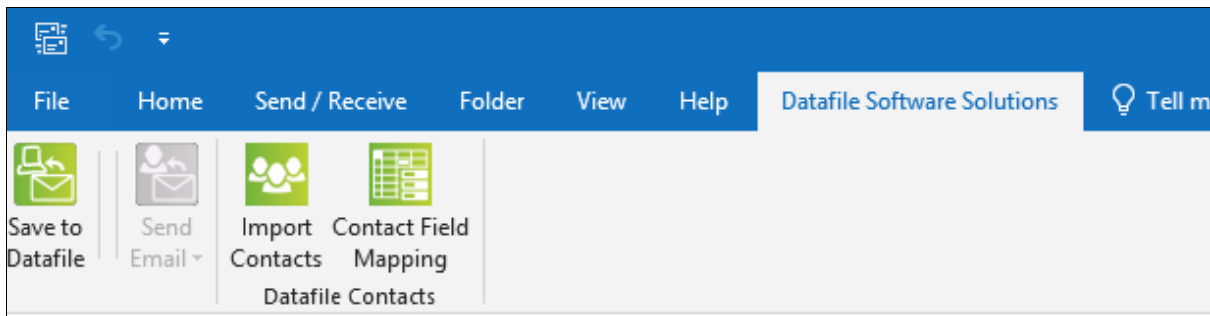 File Home Send / Receive Folder View Help Datafile Software Solutions Tell m
Save to Send Import Contact Field
Datafile Email Contacts Mapping
Datafile Contacts